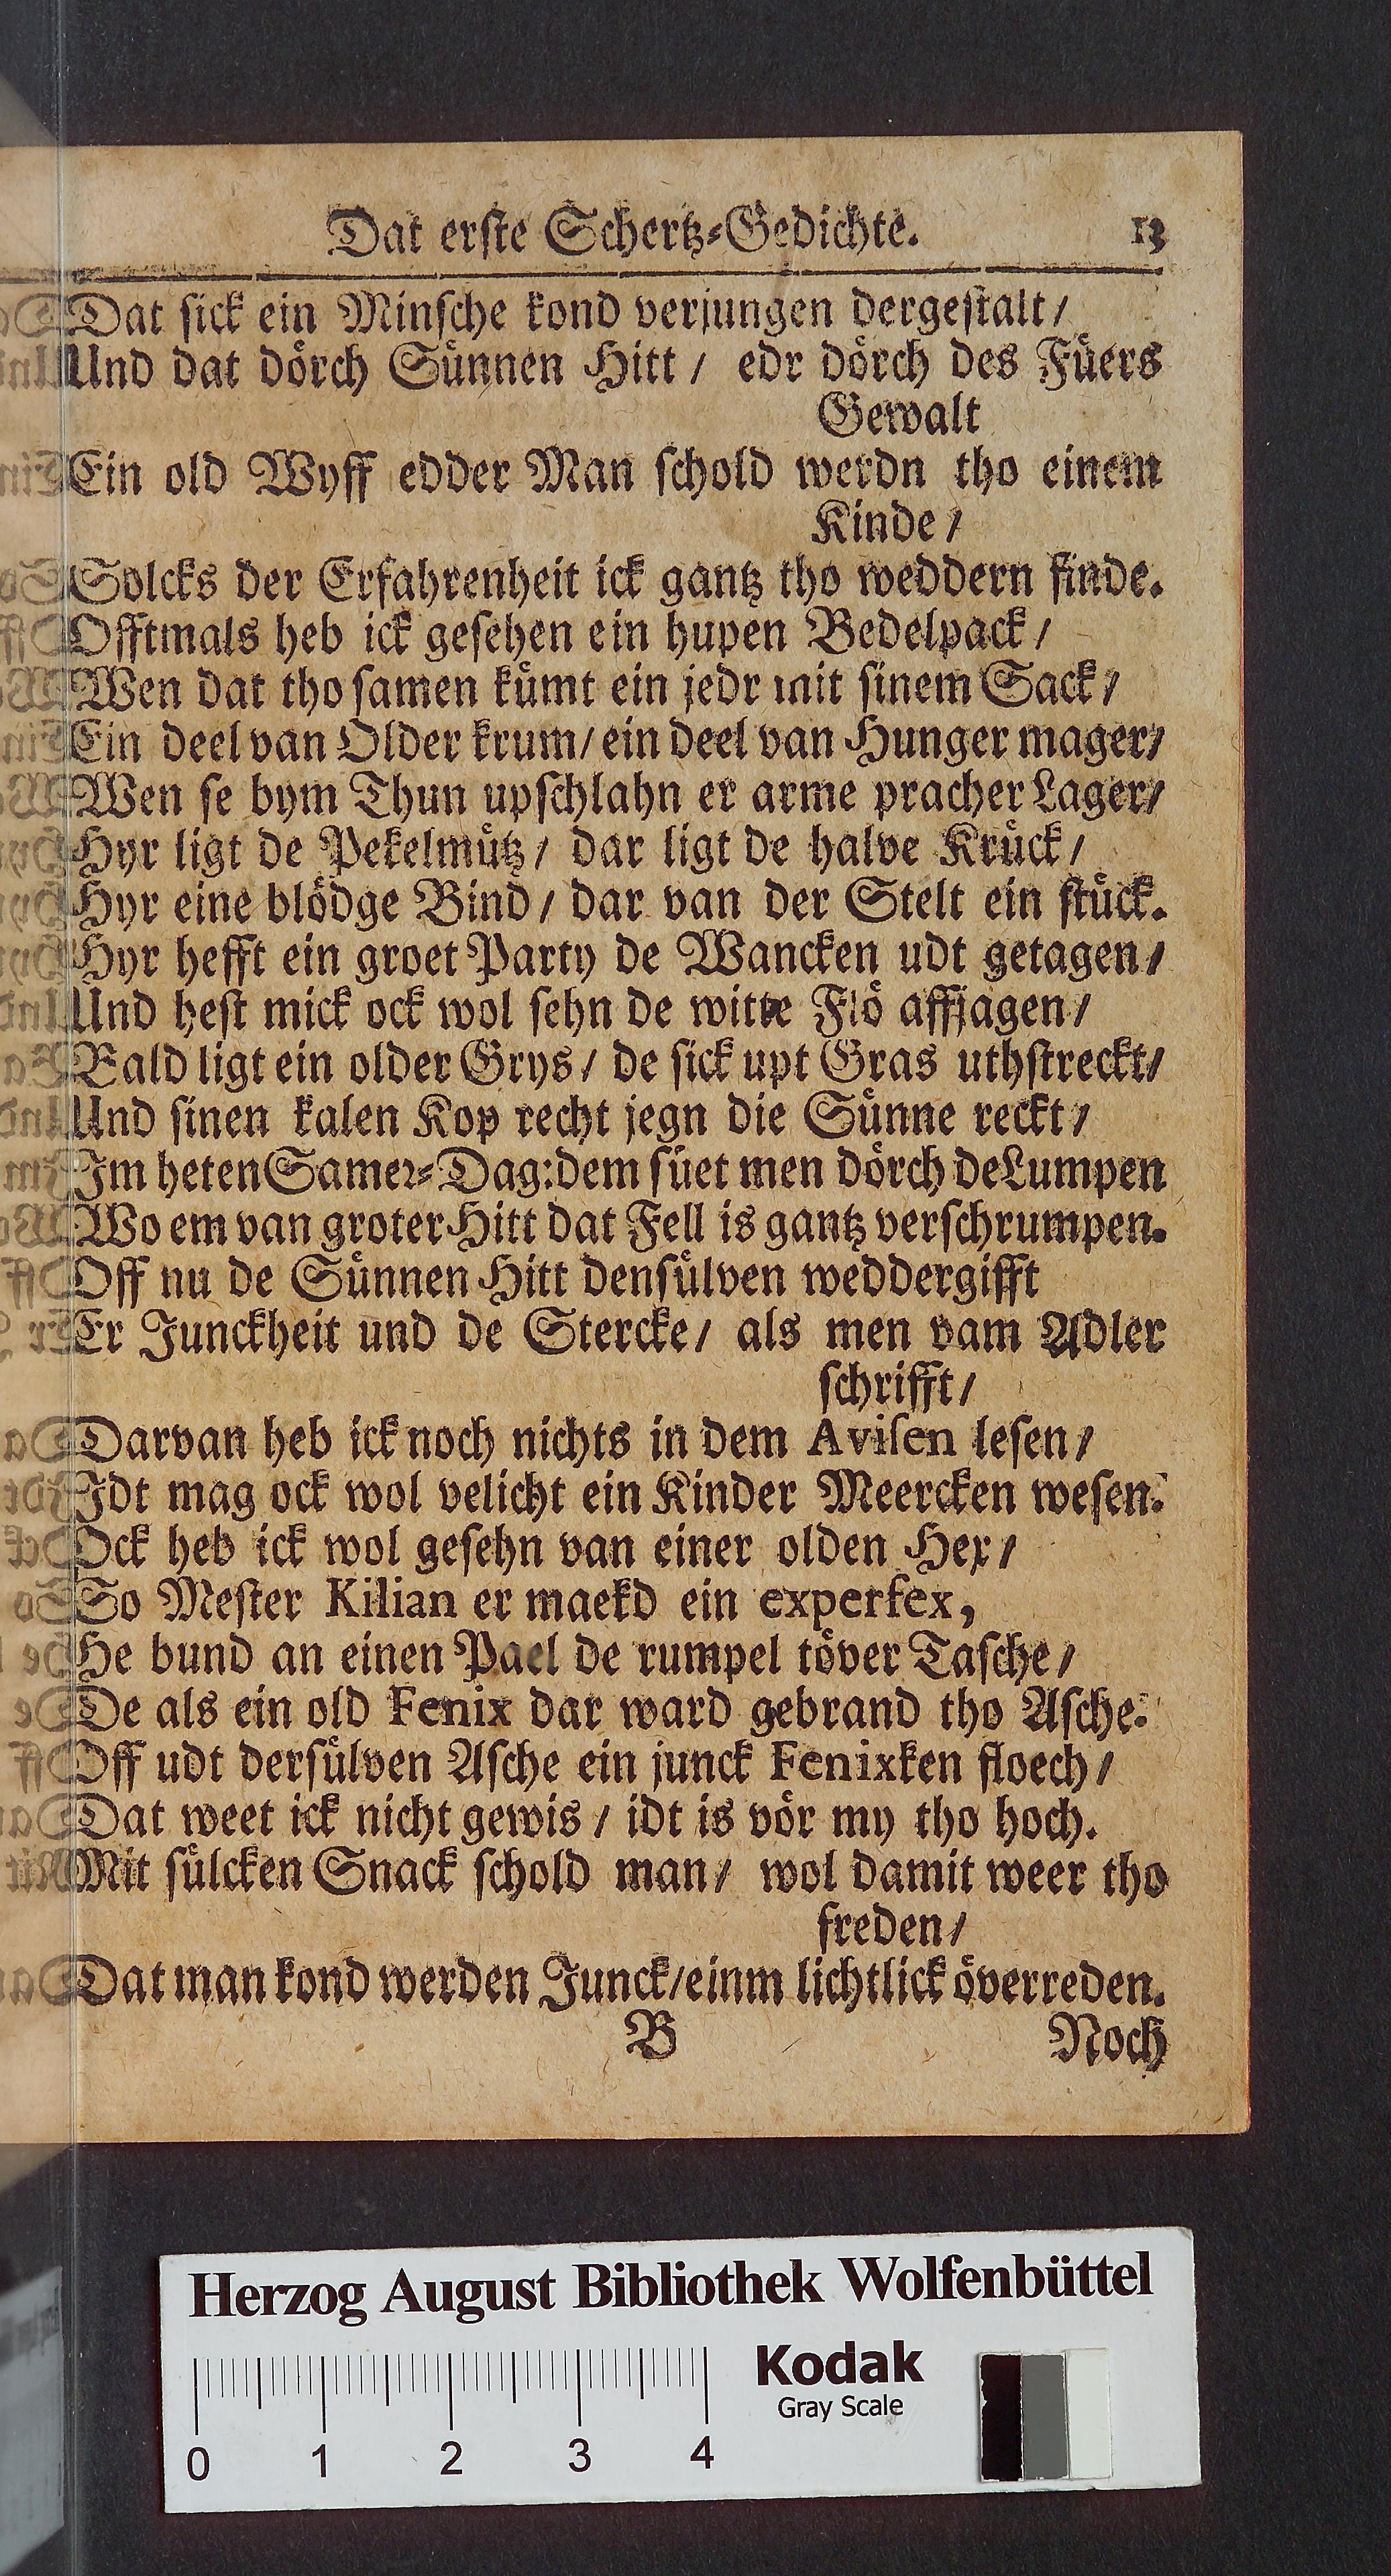 Dat erste Schertz-Gedichte. 13
Dat sick ein Minsche kond verjungen dergestalt/
Und dat dörch Sünnen Hitt / edr dörch des Füers
Gewalt
Ein old Wyff edder Man schold werdn tho einem
Kinde /
Solcks der Erfahrenheit ick gantz tho weddern finde.
Offtmals heb ick gesehen ein hupen Bedelpack /
Wen dat tho samen kümt ein jedr mit sinem Sack /
Ein deel van Older krum/ ein deel van Hunger mager/
Wen se bym Thun upschlahn er arme pracher Lager/
Hyr ligt de Pekelmütz / dar ligt de halve Krück /
Hyr eine blödge Bind / dar van der Stelt ein stück.
Hyr hefft ein groet Party de Wancken udt getagen /
Und hest mick ock wol sehn de witte Flö affjagen /
Bald ligt ein older Grys / de sick upt Gras uthstreckt/
Und sinen kalen Kop recht jegn die Sünne reckt /
Im heten Samer-Dag: dem süet men dörch de Lumpen
Wo em van groter Hitt dat Fell is gantz verschrumpen.
Off nu de Sünnen Hitt densülven weddergifft
Er Junckheit und de Stercke / als men vam Adler
schrifft /
Darvan heb ick noch nichts in dem Avisen lesen /
Idt mag ock wol velicht ein Kinder Meercken wesen.
Ock heb ick wol gesehn van einer olden Hex /
So Mester Kilian er maekd ein experfex,
He bund an einen Pael de rumpel töver Tasche /
De als ein old Fenix dar ward gebrand tho Asche.
Off udt dersülven Asche ein junck Fenixken floech /
Dat weet ick nicht gewis / idt is vör my tho hoch.
Mit sülcken Snack schold man / wol damit weer tho
freden /
Dat man kond werden Junck/einm lichtlick överreden.
B Noch
Herzog August Bibliothek Wolfenbüttel
Kodak
Gray Scale
0 1 2 3 4